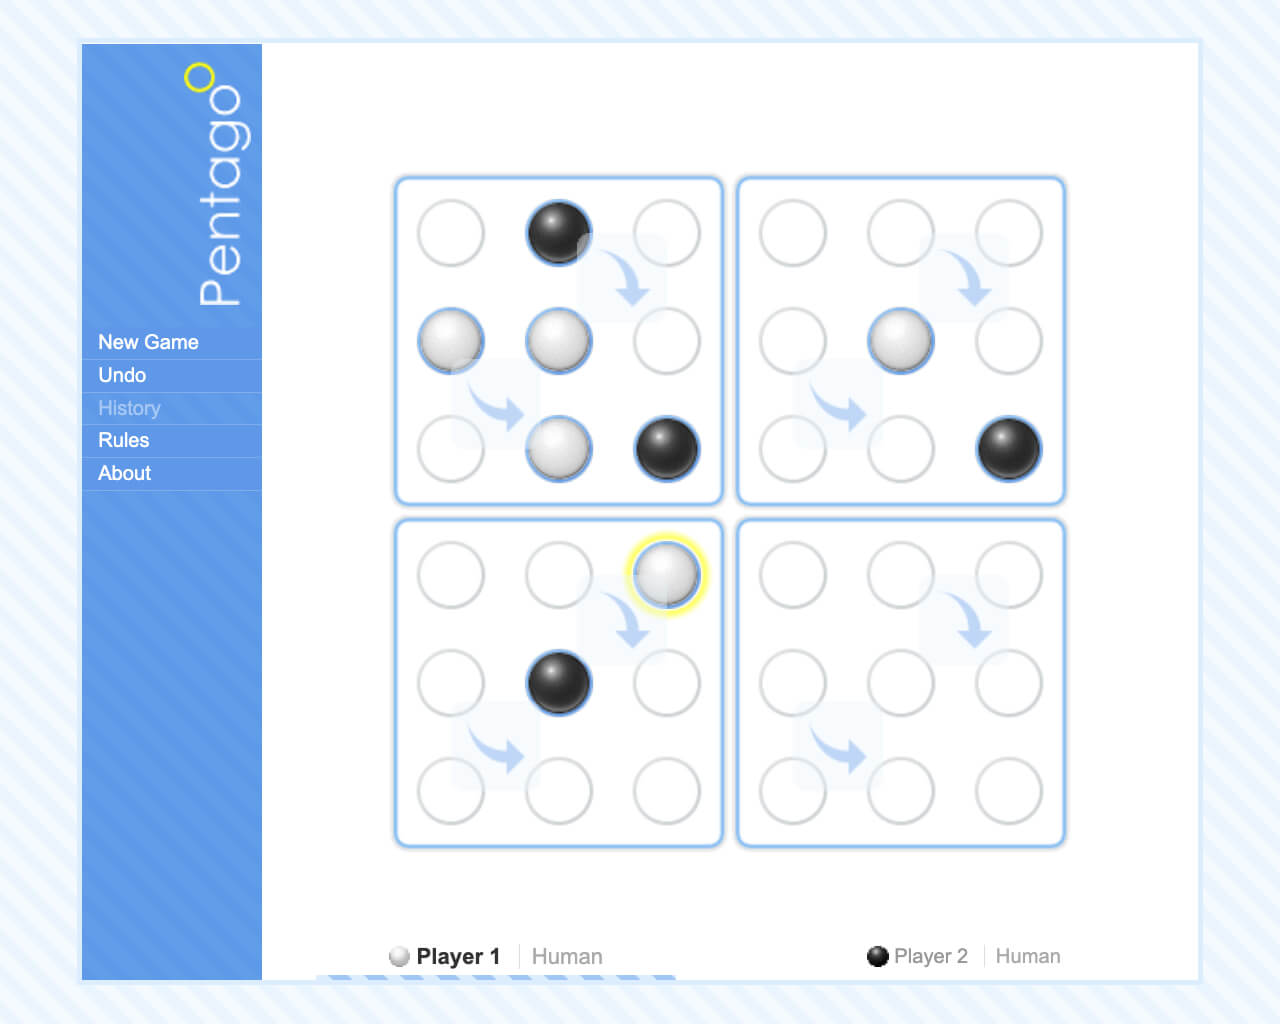 Pentago
New Game
Undo
History
Rules
About
Player 1 Human
Player 2 Human